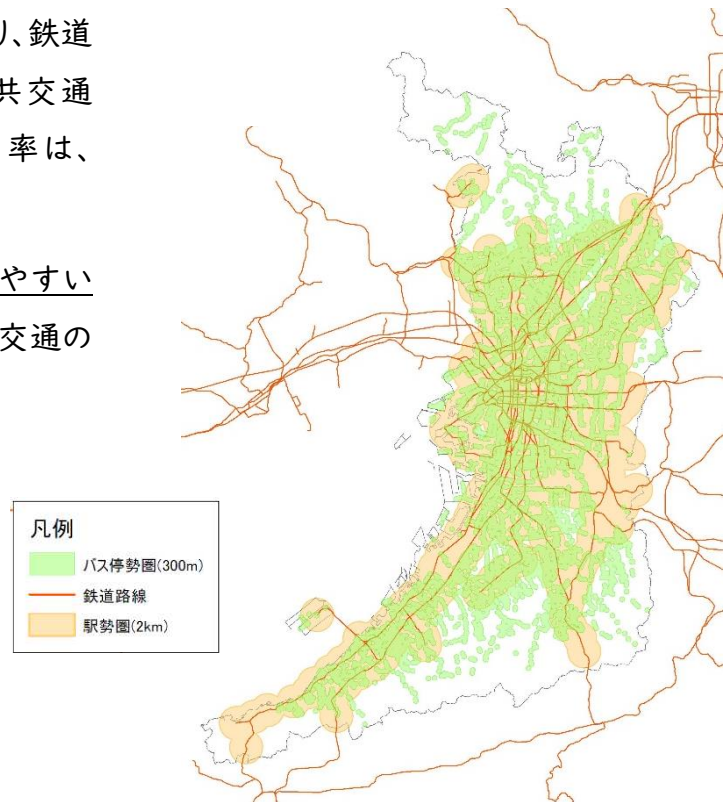 り、鉄道
共交通
率は、
やすい
交通の
凡例
バス停勢圏(300m)
鉄道路線
駅勢圏(2km)